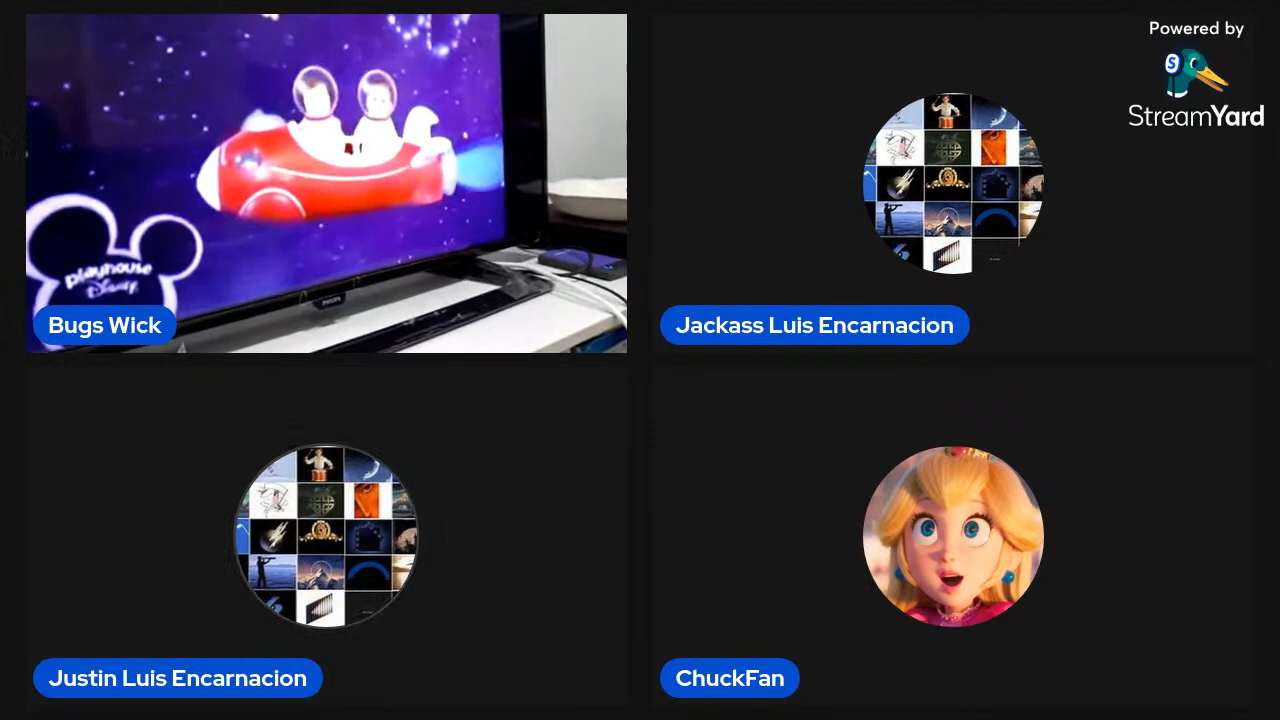 Powered by
StreamYard
S
playhouse
Disney
PHILIPS
Bugs Wick
Jackass Luis Encarnacion
Justin Luis Encarnacion
ChuckFan